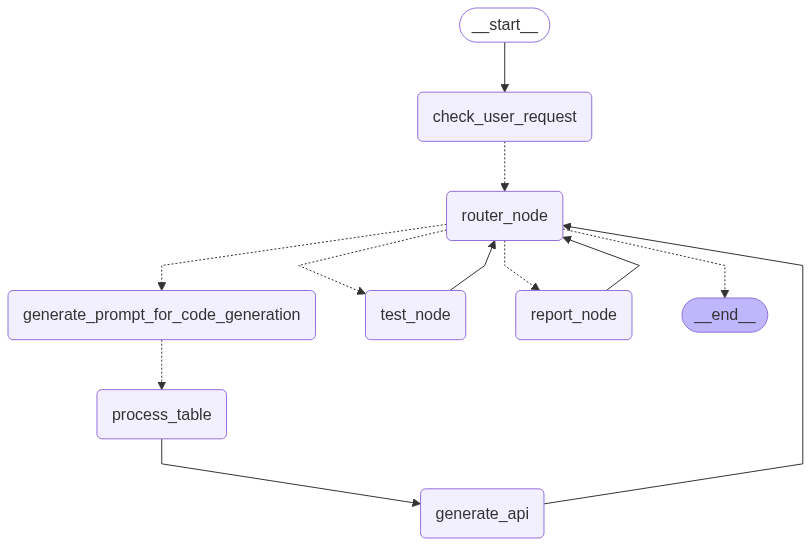 __start__
check_user_request
router_node
generate_prompt_for_code_generation
test_node
report_node
__end__
process_table
generate_api